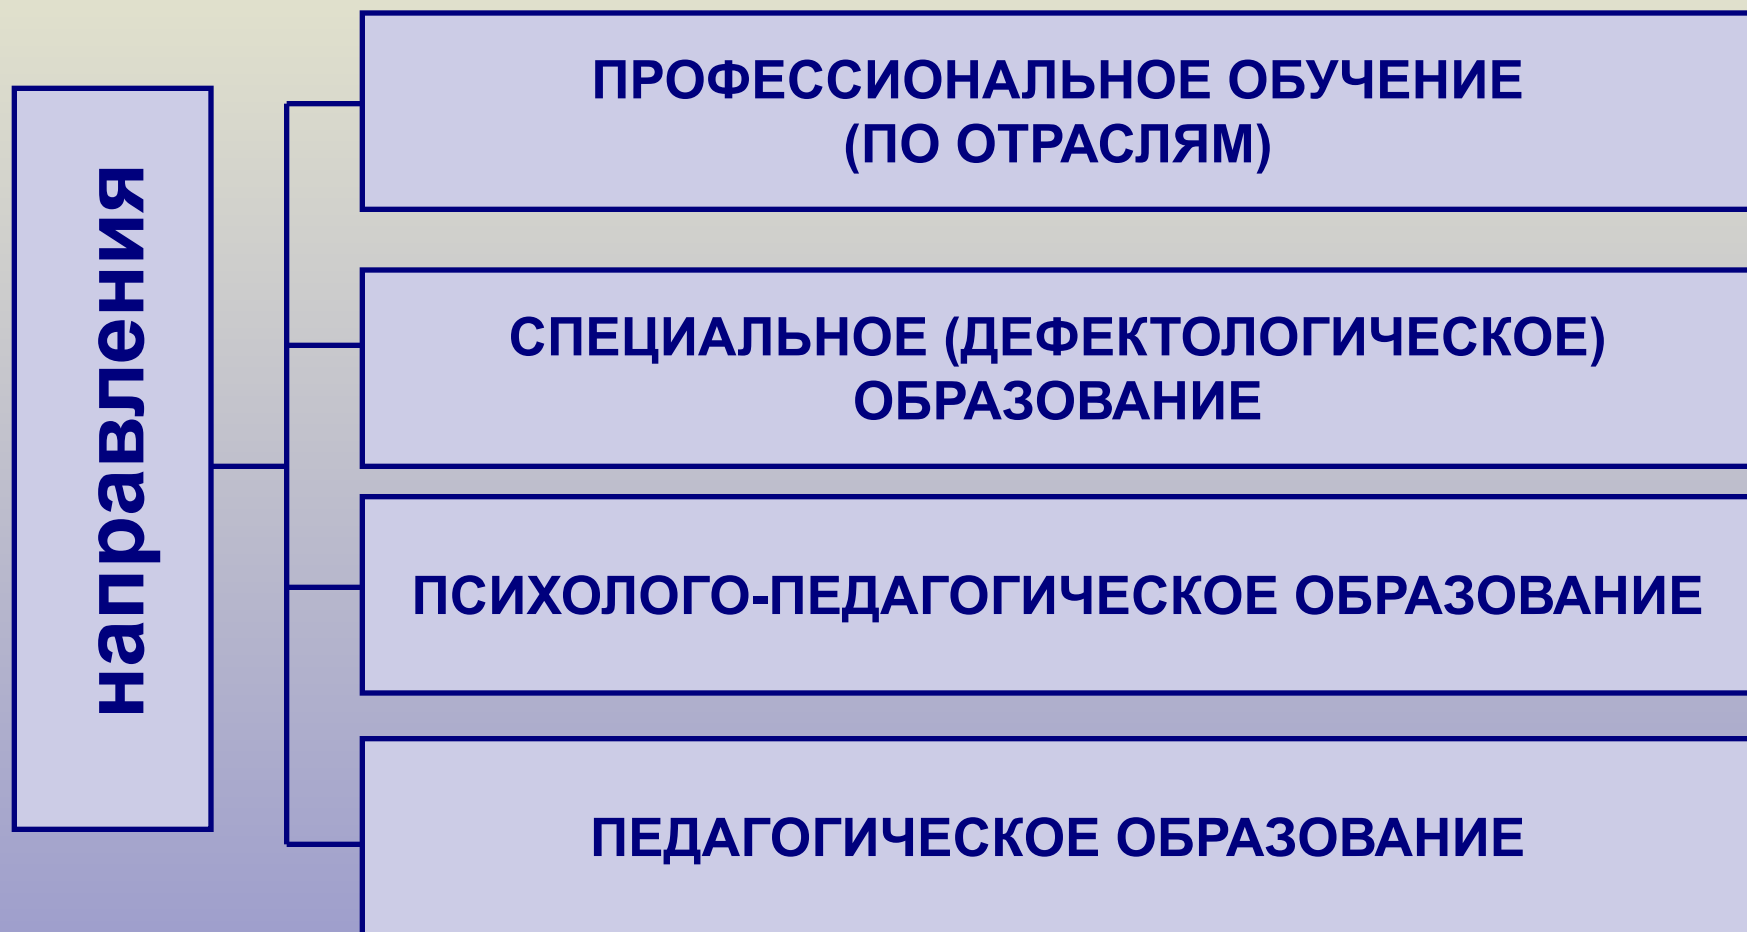 направления
ПРОФЕССИОНАЛЬНОЕ ОБУЧЕНИЕ
(ПО ОТРАСЛЯМ)
СПЕЦИАЛЬНОЕ (ДЕФЕКТОЛОГИЧЕСКОЕ)
ОБРАЗОВАНИЕ
ПСИХОЛОГО-ПЕДАГОГИЧЕСКОЕ ОБРАЗОВАНИЕ
ПЕДАГОГИЧЕСКОЕ ОБРАЗОВАНИЕ